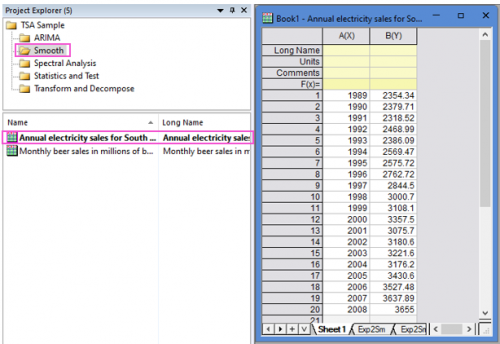 Project Explorer (5)
TSA Sample
ARIMA
Smooth
Spectral Analysis
Statistics and Test
Transform and Decompose
Name Long Name
Annual electricity sales for South ... Annual electricity sales
Monthly beer sales in millions of b... Monthly beer sales in m
Book1 - Annual electricity sales for So...
A(X) B(Y)
Long Name
Units
Comments
F(x)=
1 1989 2354.34
2 1990 2379.71
3 1991 2318.52
4 1992 2468.99
5 1993 2386.09
6 1994 2569.47
7 1995 2575.72
8 1996 2762.72
9 1997 2844.5
10 1998 3000.7
11 1999 3108.1
12 2000 3357.5
13 2001 3075.7
14 2002 3180.6
15 2003 3221.6
16 2004 3176.2
17 2005 3430.6
18 2006 3527.48
19 2007 3637.89
20 2008 3655
21
Sheet1 Exp2Sm Exp2Sm